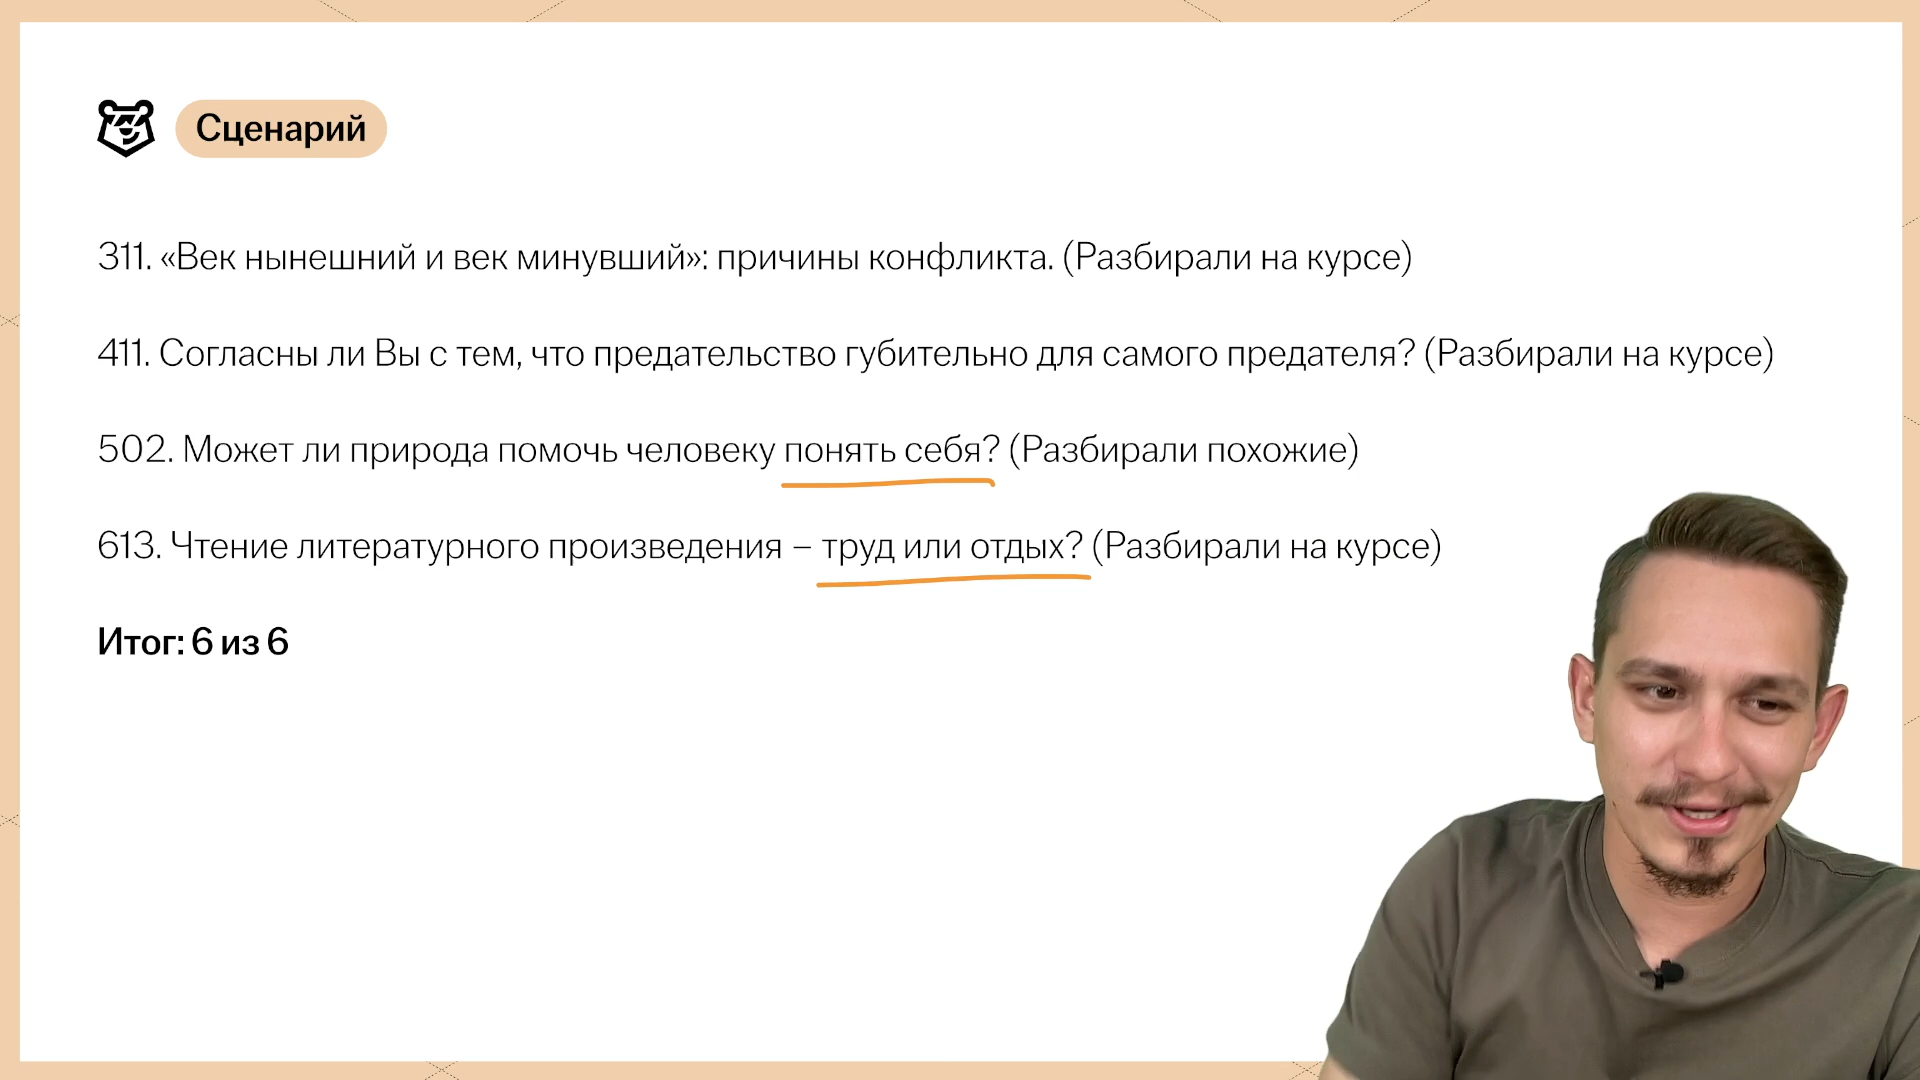 Сценарий
311. «Век нынешний и век минувший»: причины конфликта. (Разбирали на курсе)
411. Согласны ли Вы с тем, что предательство губительно для самого предателя? (Разбирали на курсе)
502. Может ли природа помочь человеку понять себя? (Разбирали похожие)
613. Чтение литературного произведения – труд или отдых? (Разбирали на курсе)
Итог: 6 из 6